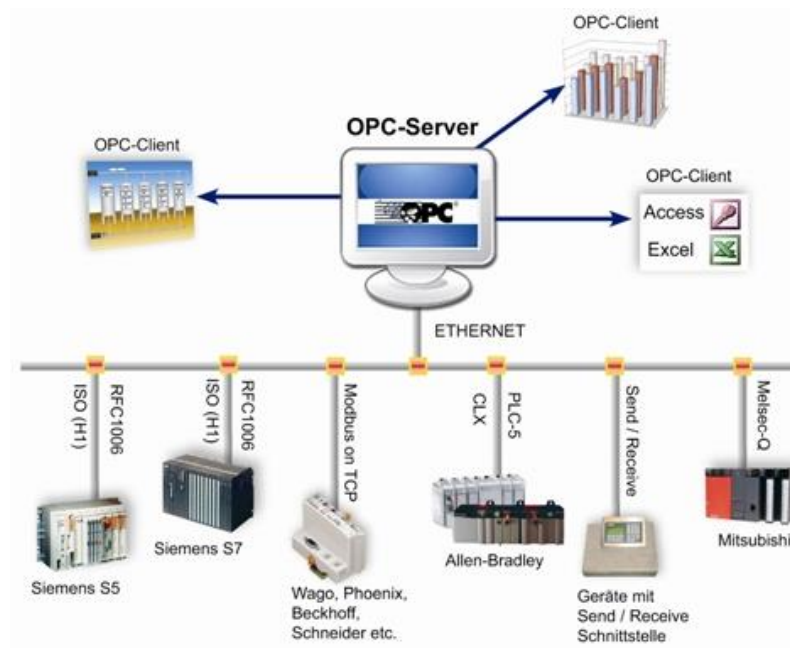 OPC-Client
OPC-Server
OPC-Client
OPC-Client
OPC
Access
Excel
ETHERNET
RFC1006
ISO (H1)
RFC1006
ISO (H1)
Modbus on TCP
PLC-5
CLX
Send / Receive
Melsec-Q
Siemens S5
Siemens S7
Wago, Phoenix,
Beckhoff,
Schneider etc.
Allen-Bradley
Geräte mit
Send / Receive
Schnittstelle
Mitsubishi